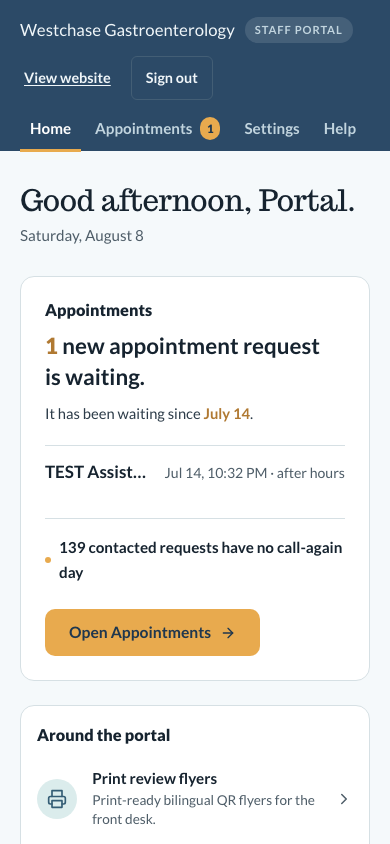 Westchase Gastroenterology STAFF PORTAL
View website Sign out
Home Appointments 1 Settings Help
Good afternoon, Portal.
Saturday, August 8
Appointments
1 new appointment request
is waiting.
It has been waiting since July 14.
TEST Assist... Jul 14, 10:32 PM · after hours
139 contacted requests have no call-again
day
Open Appointments →
Around the portal
Print review flyers
Print-ready bilingual QR flyers for the
front desk.